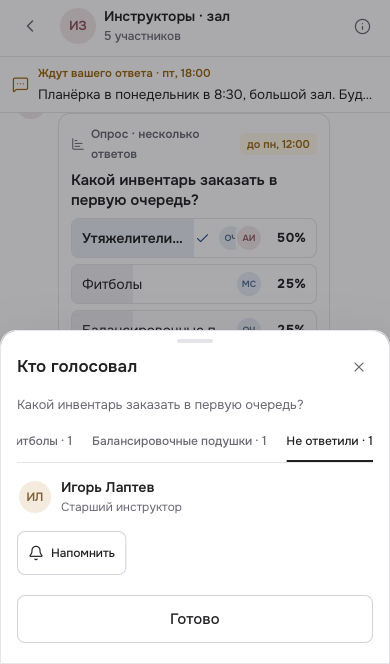 ИЗ
Инструкторы · зал
5 участников
Ждут вашего ответа · пт, 18:00
Планёрка в понедельник в 8:30, большой зал. Буд...
Опрос · несколько
ответов
до пн, 12:00
Какой инвентарь заказать в
первую очередь?
Утяжелители... АИ 50%
Фитболы МС 25%
Кто голосовал
Какой инвентарь заказать в первую очередь?
итболы · 1 Балансировочные подушки · 1 Не ответили · 1
ИЛ
Игорь Лаптев
Старший инструктор
Напомнить
Готово